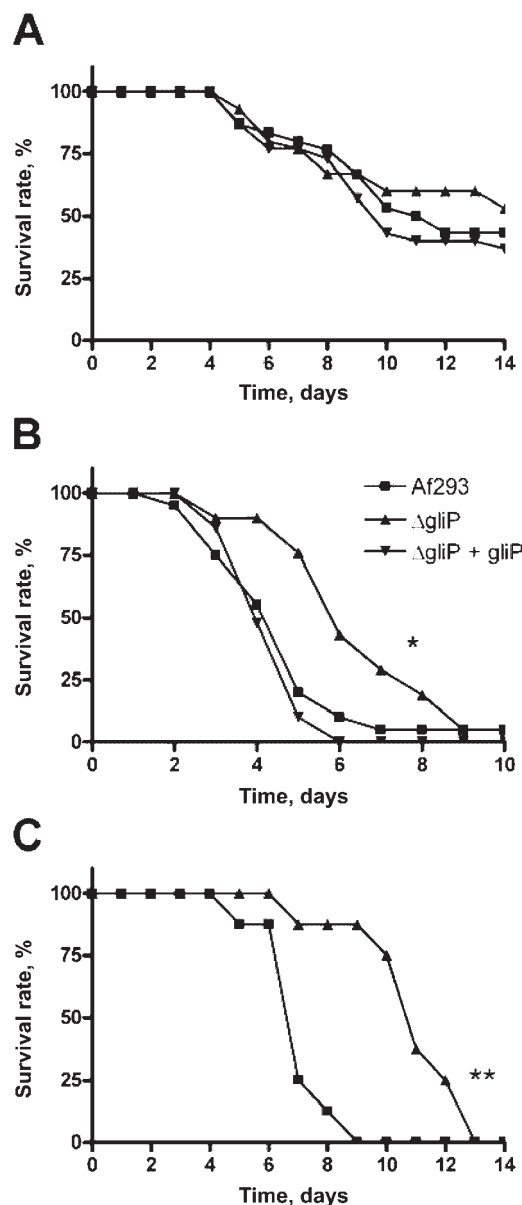 A
Survival rate, %
100
75
50
25
0
0 2 4 6 8 10 12 14
Time, days
B
Survival rate, %
100
75
50
25
0
Af293
ΔgliP
ΔgliP + gliP
*
0 2 4 6 8 10
Time, days
C
Survival rate, %
100
75
50
25
0
**
0 2 4 6 8 10 12 14
Time, days